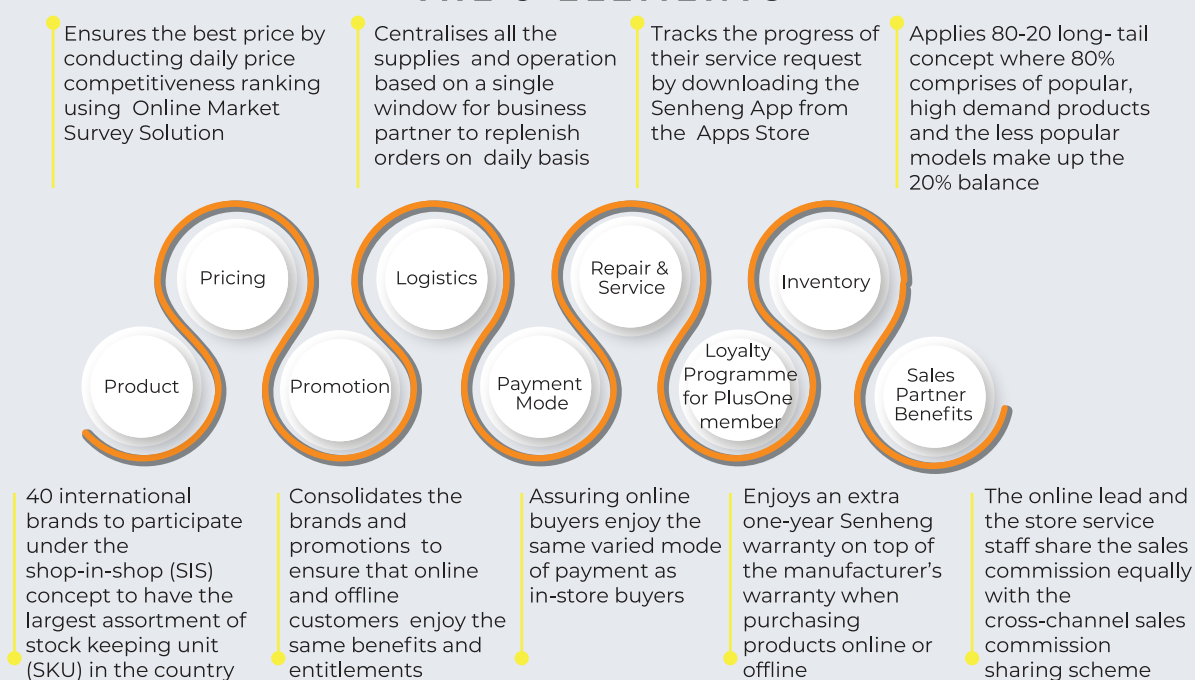 Ensures the best price by
conducting daily price
competitiveness ranking
using Online Market
Survey Solution
Centralises all the
supplies and operation
based on a single
window for business
partner to replenish
orders on daily basis
Tracks the progress of
their service request
by downloading the
Senheng App from
the Apps Store
Applies 80-20 long- tail
concept where 80%
comprises of popular,
high demand products
and the less popular
models make up the
20% balance
Pricing
Logistics
Repair &
Service
Inventory
Product
Promotion
Payment
Mode
Loyalty
Programme
for PlusOne
member
Sales
Partner
Benefits
40 international
brands to participate
under the
shop-in-shop (SIS)
concept to have the
largest assortment of
stock keeping unit
(SKU) in the country
Consolidates the
brands and
promotions to
ensure that online
and offline
customers enjoy the
same benefits and
entitlements
Assuring online
buyers enjoy the
same varied mode
of payment as
in-store buyers
Enjoys an extra
one-year Senheng
warranty on top of
the manufacturer's
warranty when
purchasing
products online or
offline
The online lead and
the store service
staff share the sales
commission equally
with the
cross-channel sales
commission
sharing scheme